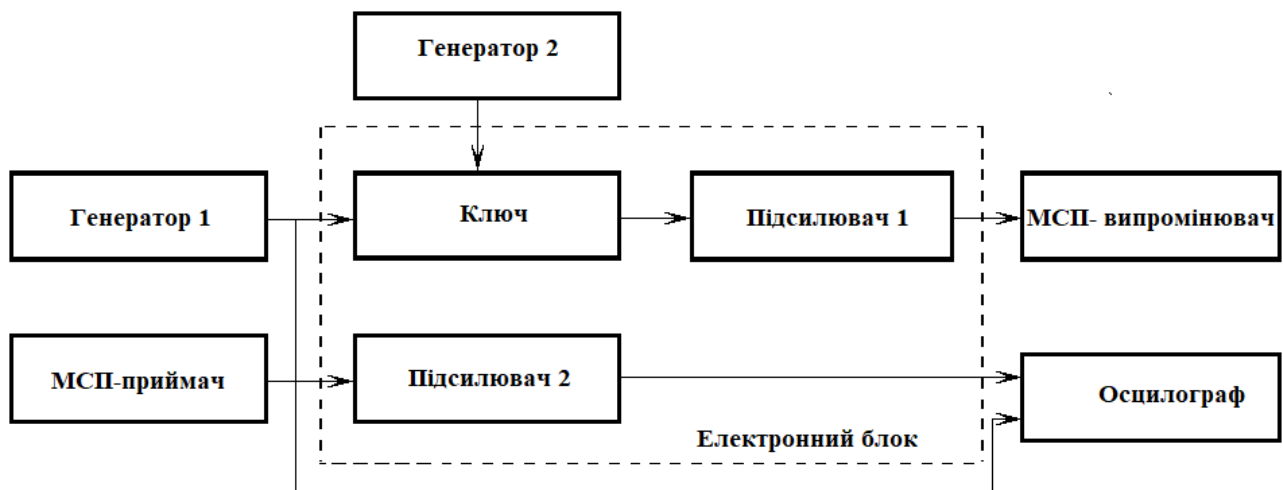 Генератор 2
Генератор 1
Ключ
Підсилювач 1
МСП- випромінювач
МСП-приймач
Підсилювач 2
Осцилограф
Електронний блок